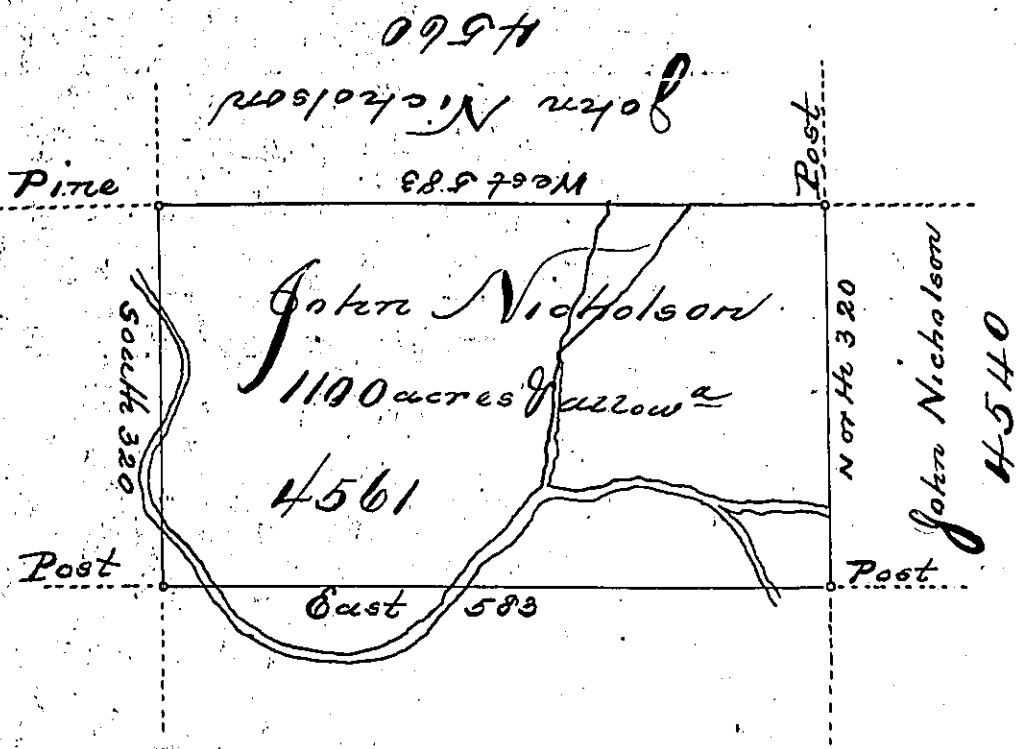 John Nicholson
4560
West 583
Pine
Post
John Nicholson
1100 acres & allowᵃ
4561
South 320
North 320
John Nicholson
4540
Post
East 583
Post